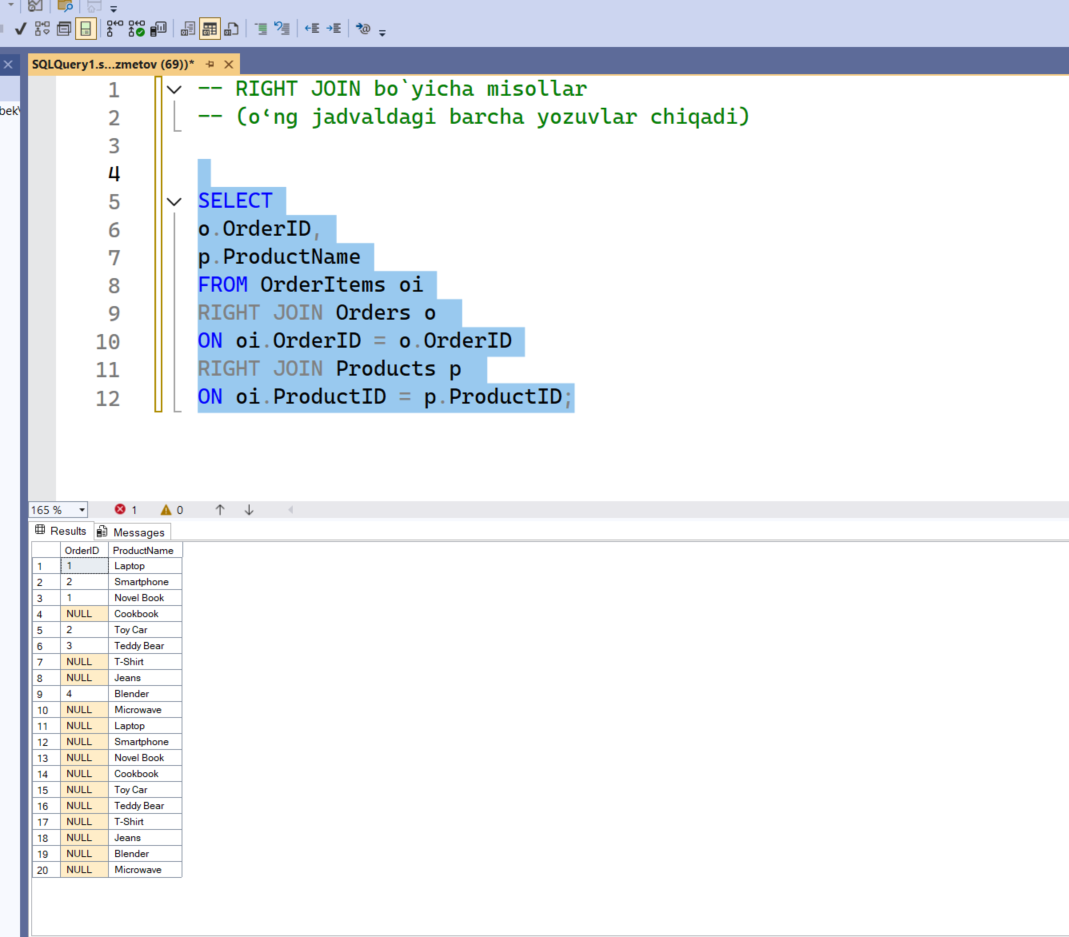 SQLQuery1.s...zmetov (69))*
bek\
1 -- RIGHT JOIN bo`yicha misollar
2 -- (o‘ng jadvaldagi barcha yozuvlar chiqadi)
3
4
5 SELECT
6 o.OrderID,
7 p.ProductName
8 FROM OrderItems oi
9 RIGHT JOIN Orders o
10 ON oi.OrderID = o.OrderID
11 RIGHT JOIN Products p
12 ON oi.ProductID = p.ProductID;
165 % 1 0
Results Messages
OrderID ProductName
1 1 Laptop
2 2 Smartphone
3 1 Novel Book
4 NULL Cookbook
5 2 Toy Car
6 3 Teddy Bear
7 NULL T-Shirt
8 NULL Jeans
9 4 Blender
10 NULL Microwave
11 NULL Laptop
12 NULL Smartphone
13 NULL Novel Book
14 NULL Cookbook
15 NULL Toy Car
16 NULL Teddy Bear
17 NULL T-Shirt
18 NULL Jeans
19 NULL Blender
20 NULL Microwave